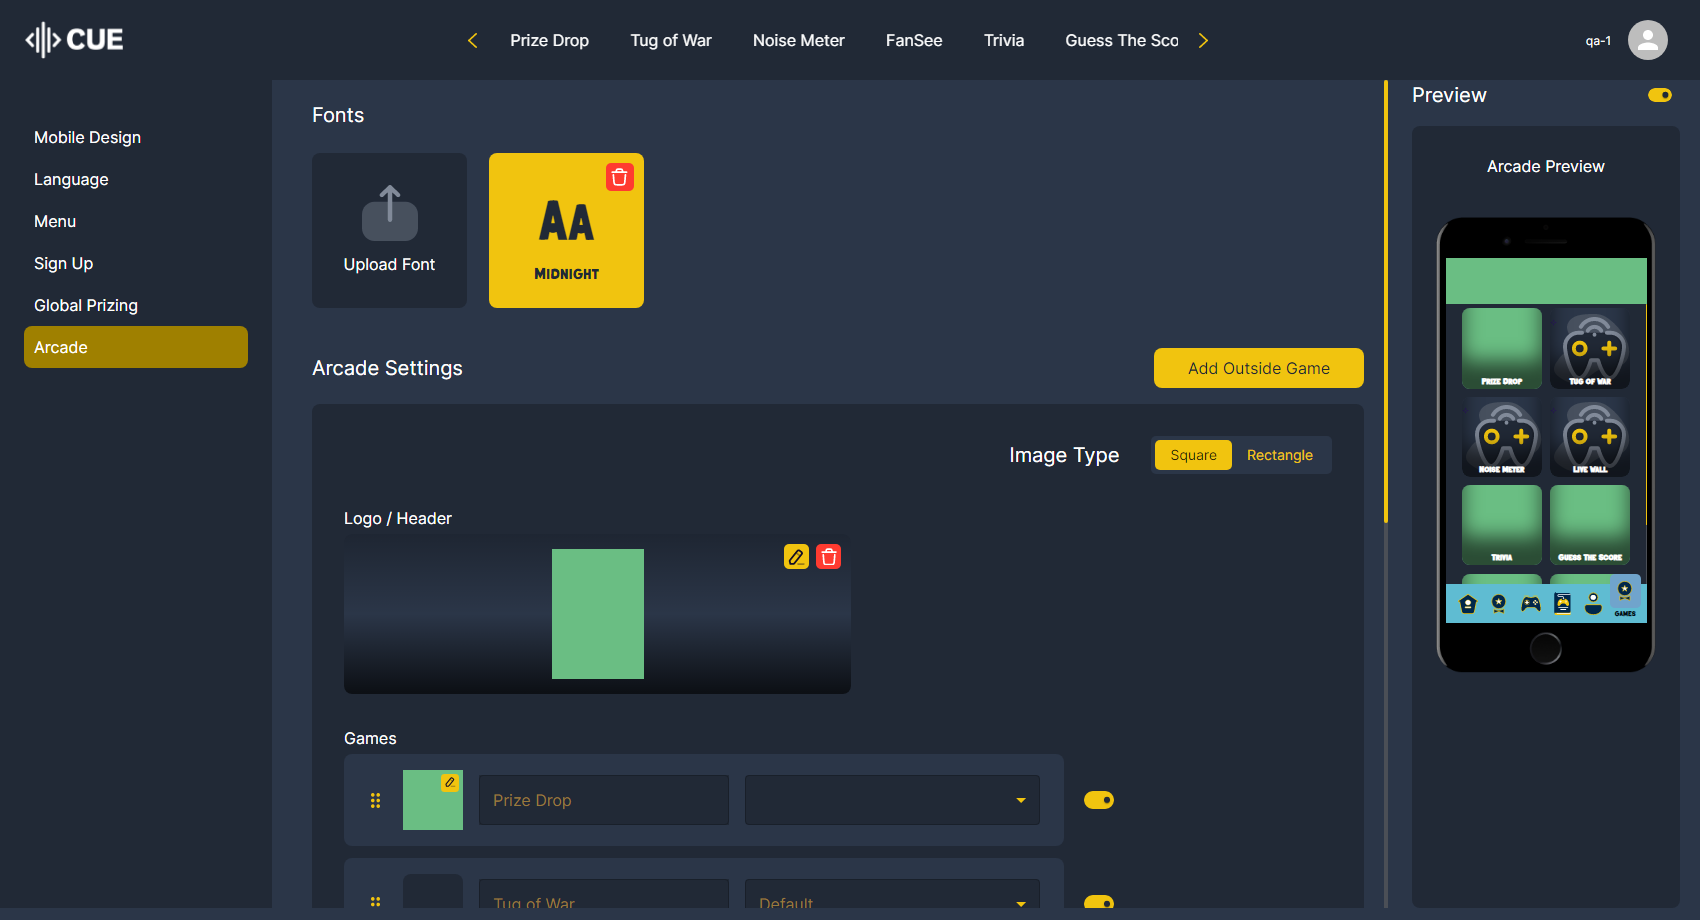 CUE
Prize Drop
Tug of War
Noise Meter
FanSee
Trivia
Guess The Sco
qa-1
Mobile Design
Language
Menu
Sign Up
Global Prizing
Arcade
Fonts
Upload Font
AA
MIDNIGHT
Arcade Settings
Add Outside Game
Image Type
Square
Rectangle
Logo / Header
Games
Prize Drop
Tug of War
Default
Preview
Arcade Preview
PRIZE DROP
TUG OF WAR
NOISE METER
LIVE WALL
TRIVIA
GUESS THE SCORE
GAMES